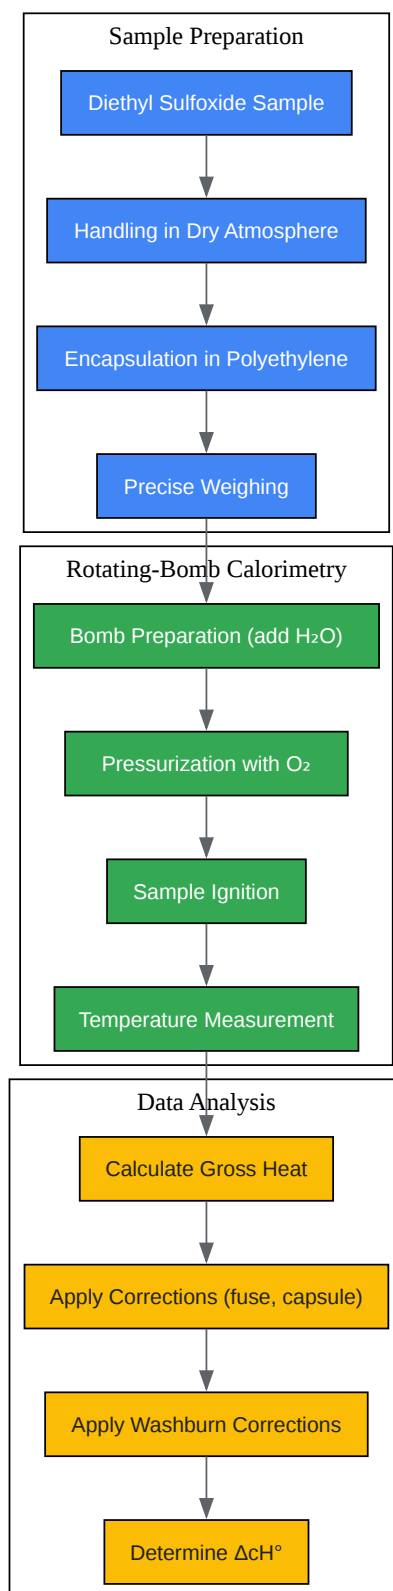 Sample Preparation
Diethyl Sulfoxide Sample
Handling in Dry Atmosphere
Encapsulation in Polyethylene
Precise Weighing
Rotating-Bomb Calorimetry
Bomb Preparation (add H₂O)
Pressurization with O₂
Sample Ignition
Temperature Measurement
Data Analysis
Calculate Gross Heat
Apply Corrections (fuse, capsule)
Apply Washburn Corrections
Determine ΔcH°